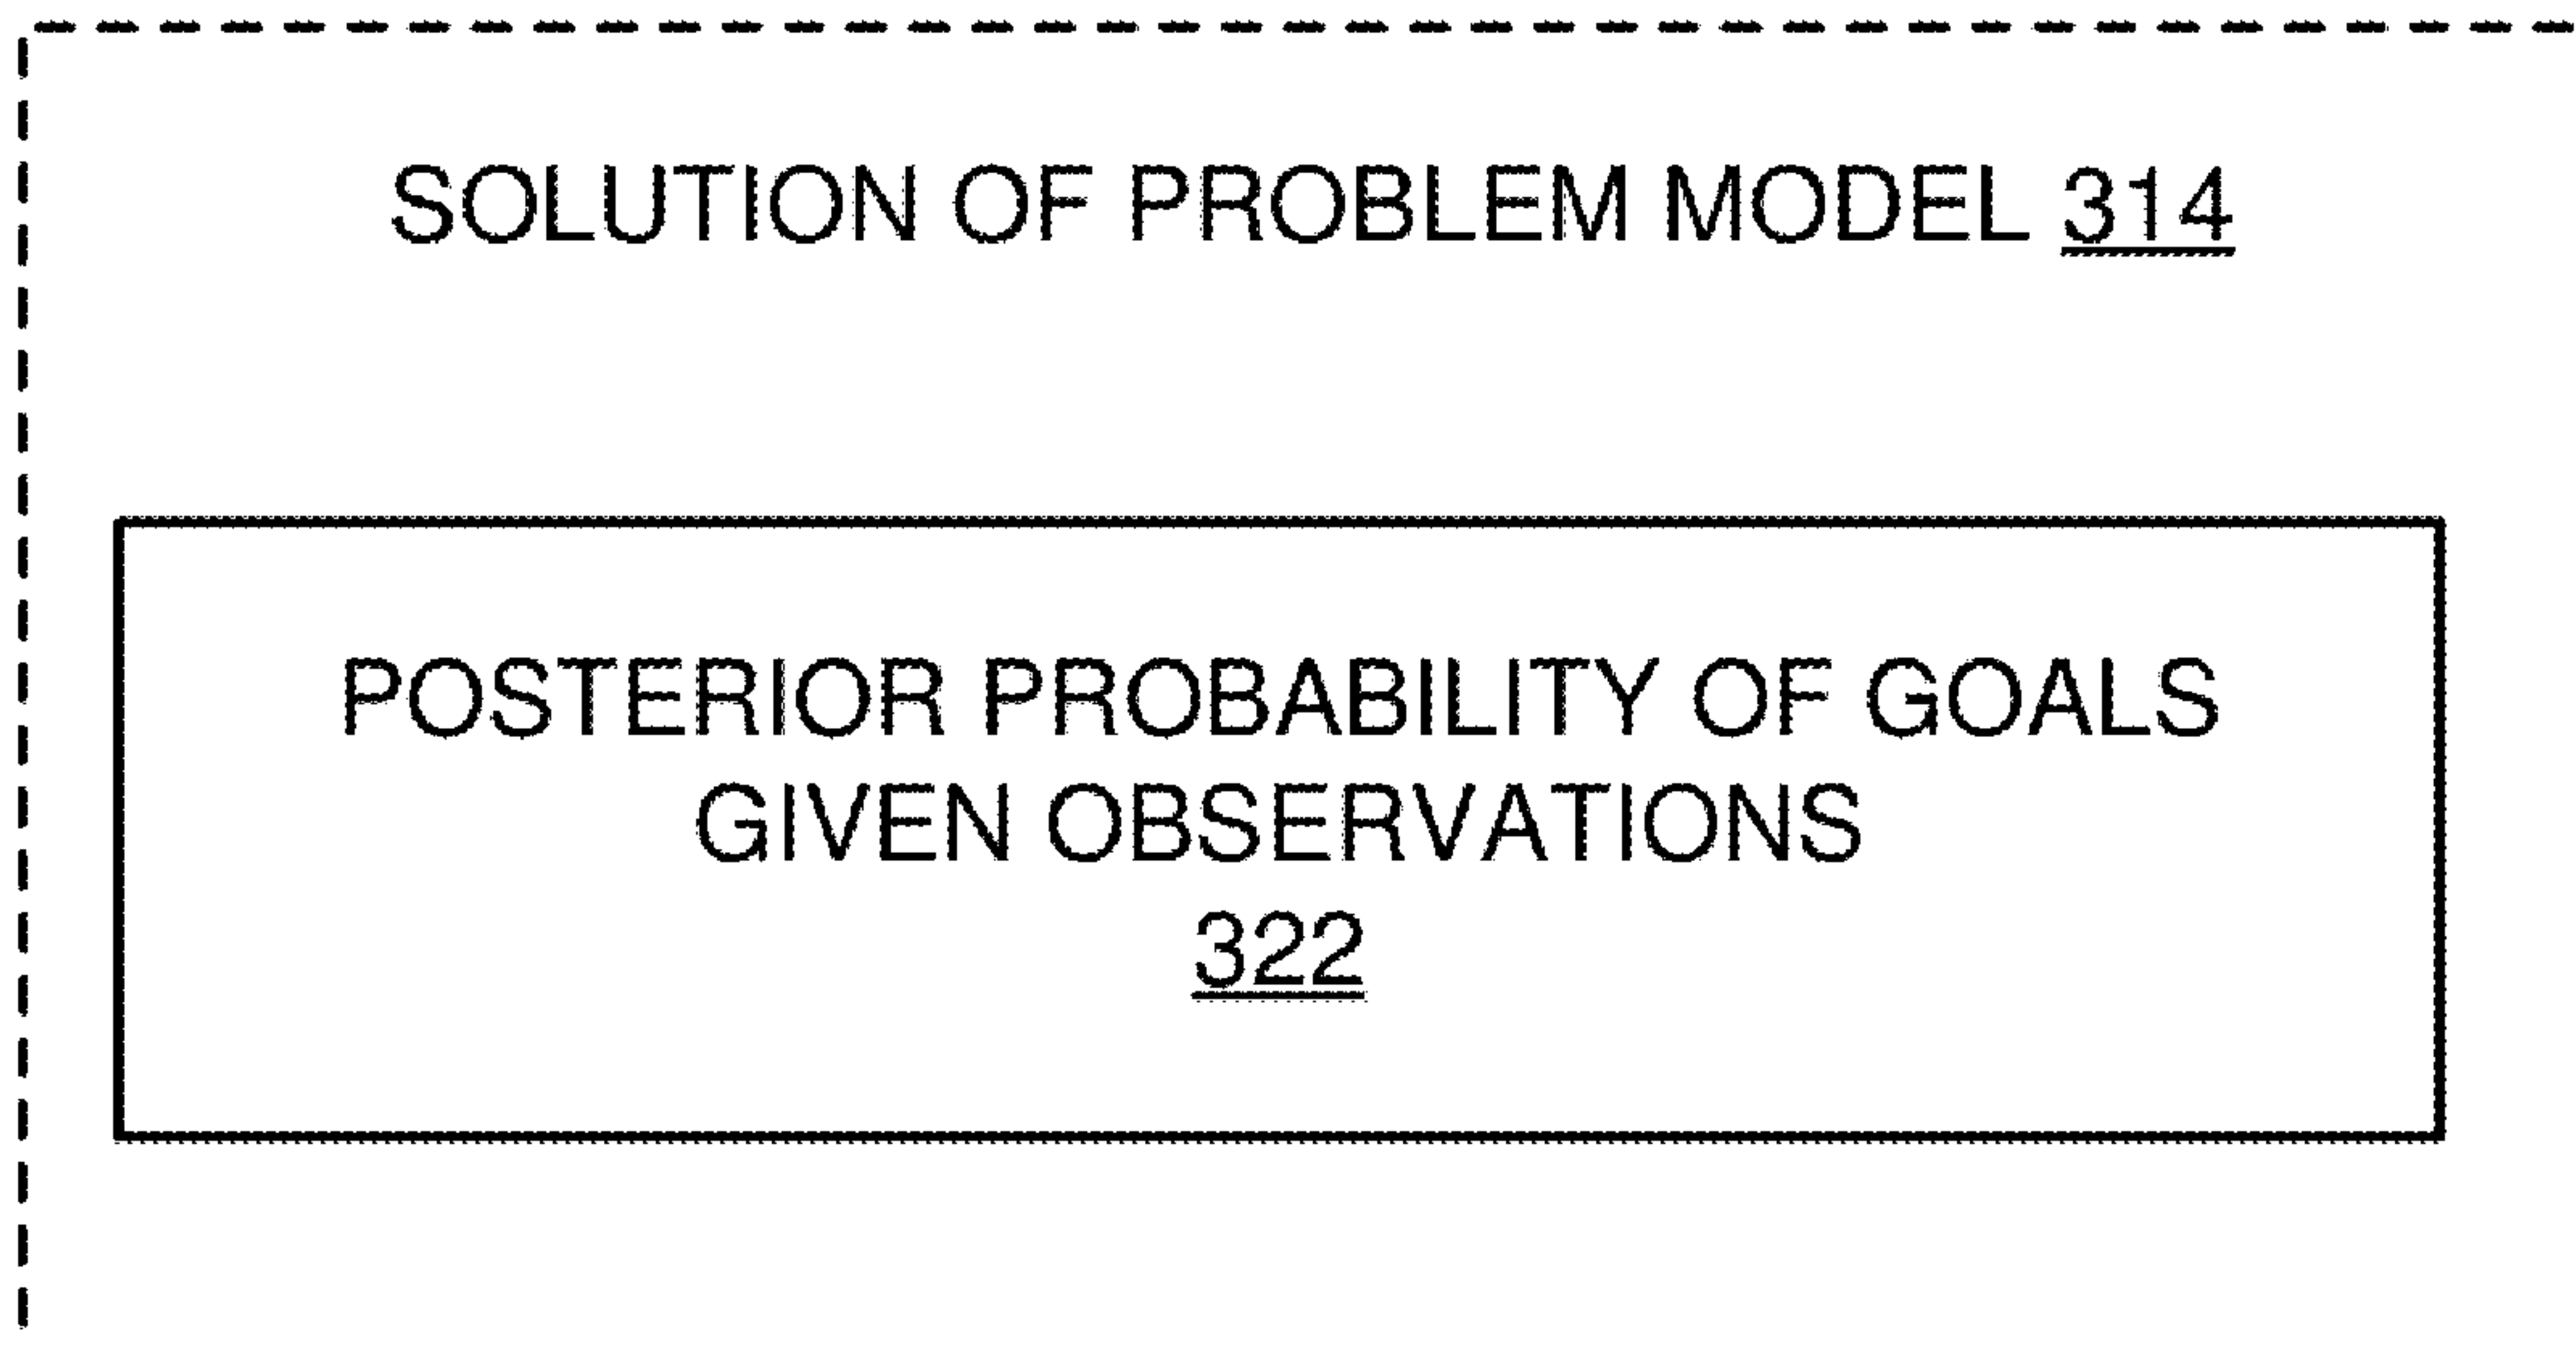 SOLUTION OF PROBLEM MODEL 314
POSTERIOR PROBABILITY OF GOALS
GIVEN OBSERVATIONS
322